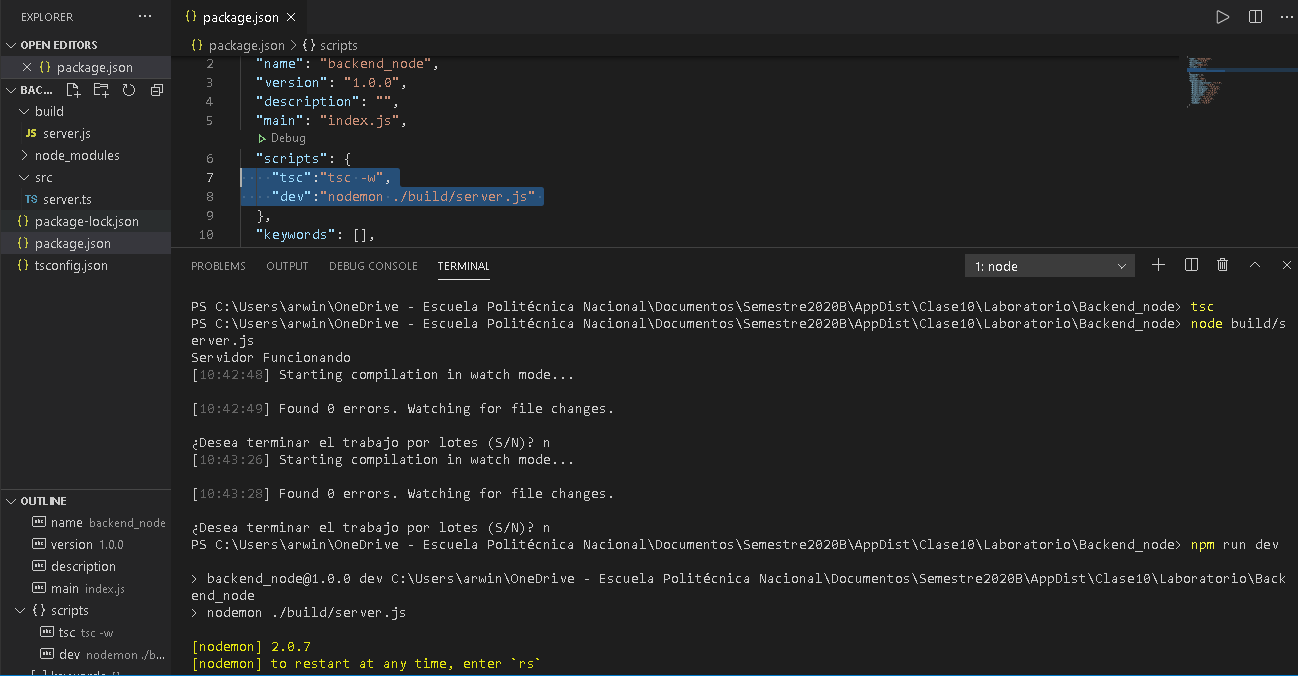 EXPLORER ···
OPEN EDITORS
{} package.json
BAC...
build
JS server.js
node_modules
src
TS server.ts
{} package-lock.json
{} package.json
{} tsconfig.json
OUTLINE
name backend_node
version 1.0.0
description
main index.js
{} scripts
tsc tsc -w
dev nodemon ./b...
{} package.json
{} package.json > {} scripts
2 "name": "backend_node",
3 "version": "1.0.0",
4 "description": "",
5 "main": "index.js",
Debug
6 "scripts": {
7 "tsc":"tsc -w",
8 "dev":"nodemon ./build/server.js"
9 },
10 "keywords": [],
PROBLEMS OUTPUT DEBUG CONSOLE TERMINAL 1: node
PS C:\Users\arwin\OneDrive - Escuela Politécnica Nacional\Documentos\Semestre2020B\AppDist\Clase10\Laboratorio\Backend_node> tsc
PS C:\Users\arwin\OneDrive - Escuela Politécnica Nacional\Documentos\Semestre2020B\AppDist\Clase10\Laboratorio\Backend_node> node build/s
erver.js
Servidor Funcionando
[10:42:48] Starting compilation in watch mode...
[10:42:49] Found 0 errors. Watching for file changes.
¿Desea terminar el trabajo por lotes (S/N)? n
[10:43:26] Starting compilation in watch mode...
[10:43:28] Found 0 errors. Watching for file changes.
¿Desea terminar el trabajo por lotes (S/N)? n
PS C:\Users\arwin\OneDrive - Escuela Politécnica Nacional\Documentos\Semestre2020B\AppDist\Clase10\Laboratorio\Backend_node> npm run dev
> backend_node@1.0.0 dev C:\Users\arwin\OneDrive - Escuela Politécnica Nacional\Documentos\Semestre2020B\AppDist\Clase10\Laboratorio\Back
end_node
> nodemon ./build/server.js
[nodemon] 2.0.7
[nodemon] to restart at any time, enter `rs`